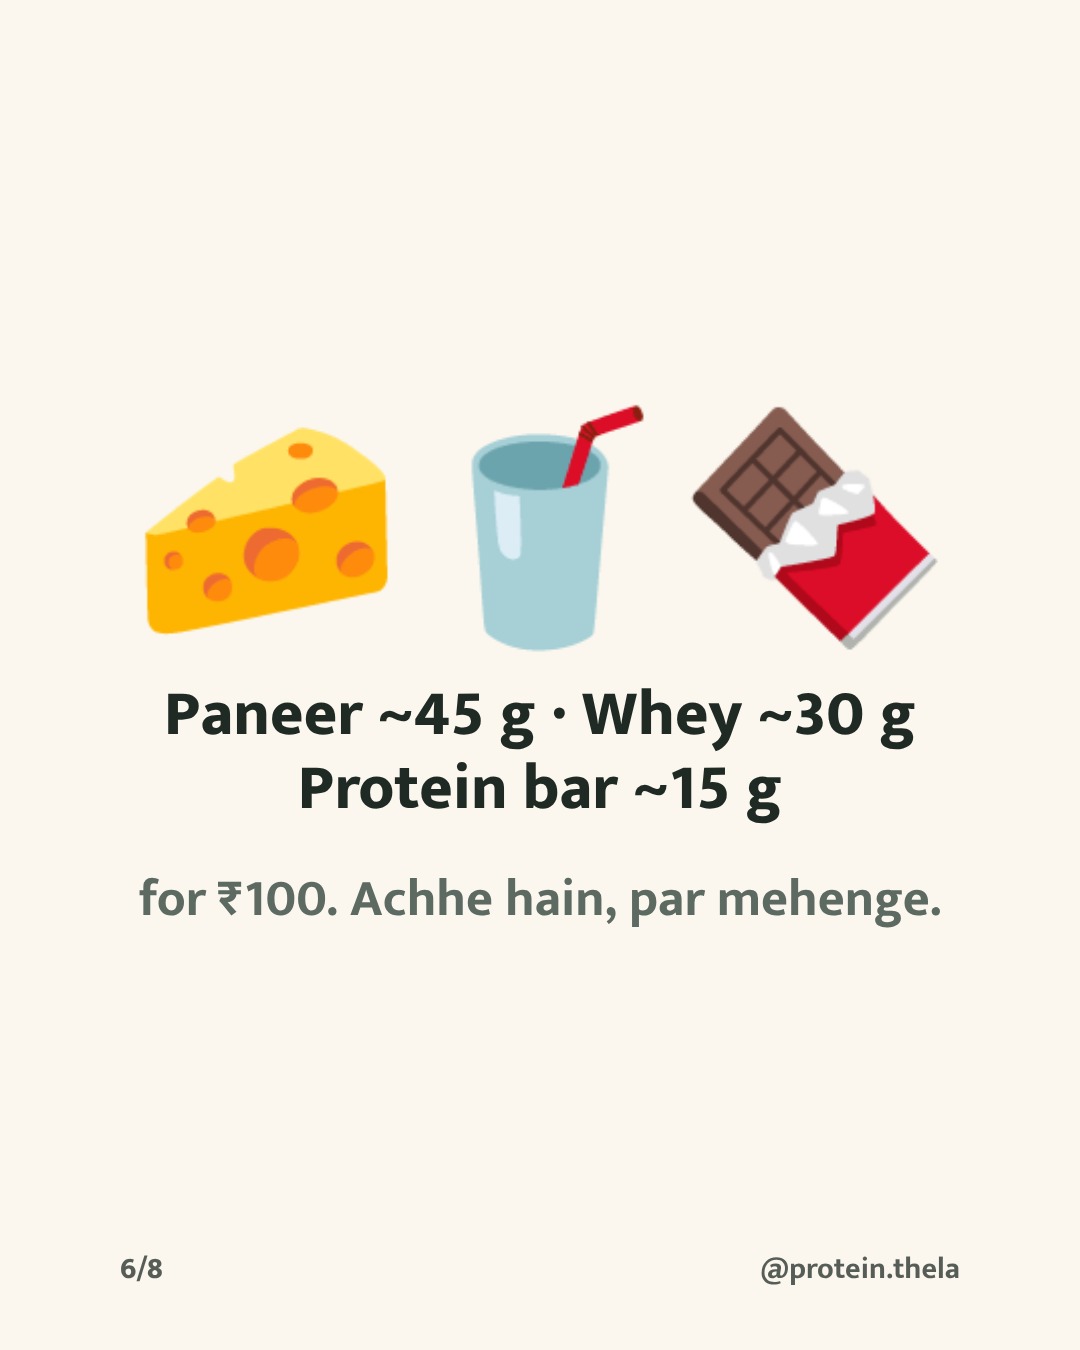 Paneer ~45 g · Whey ~30 g
Protein bar ~15 g
for ₹100. Achhe hain, par mehenge.
6/8
@protein.thela